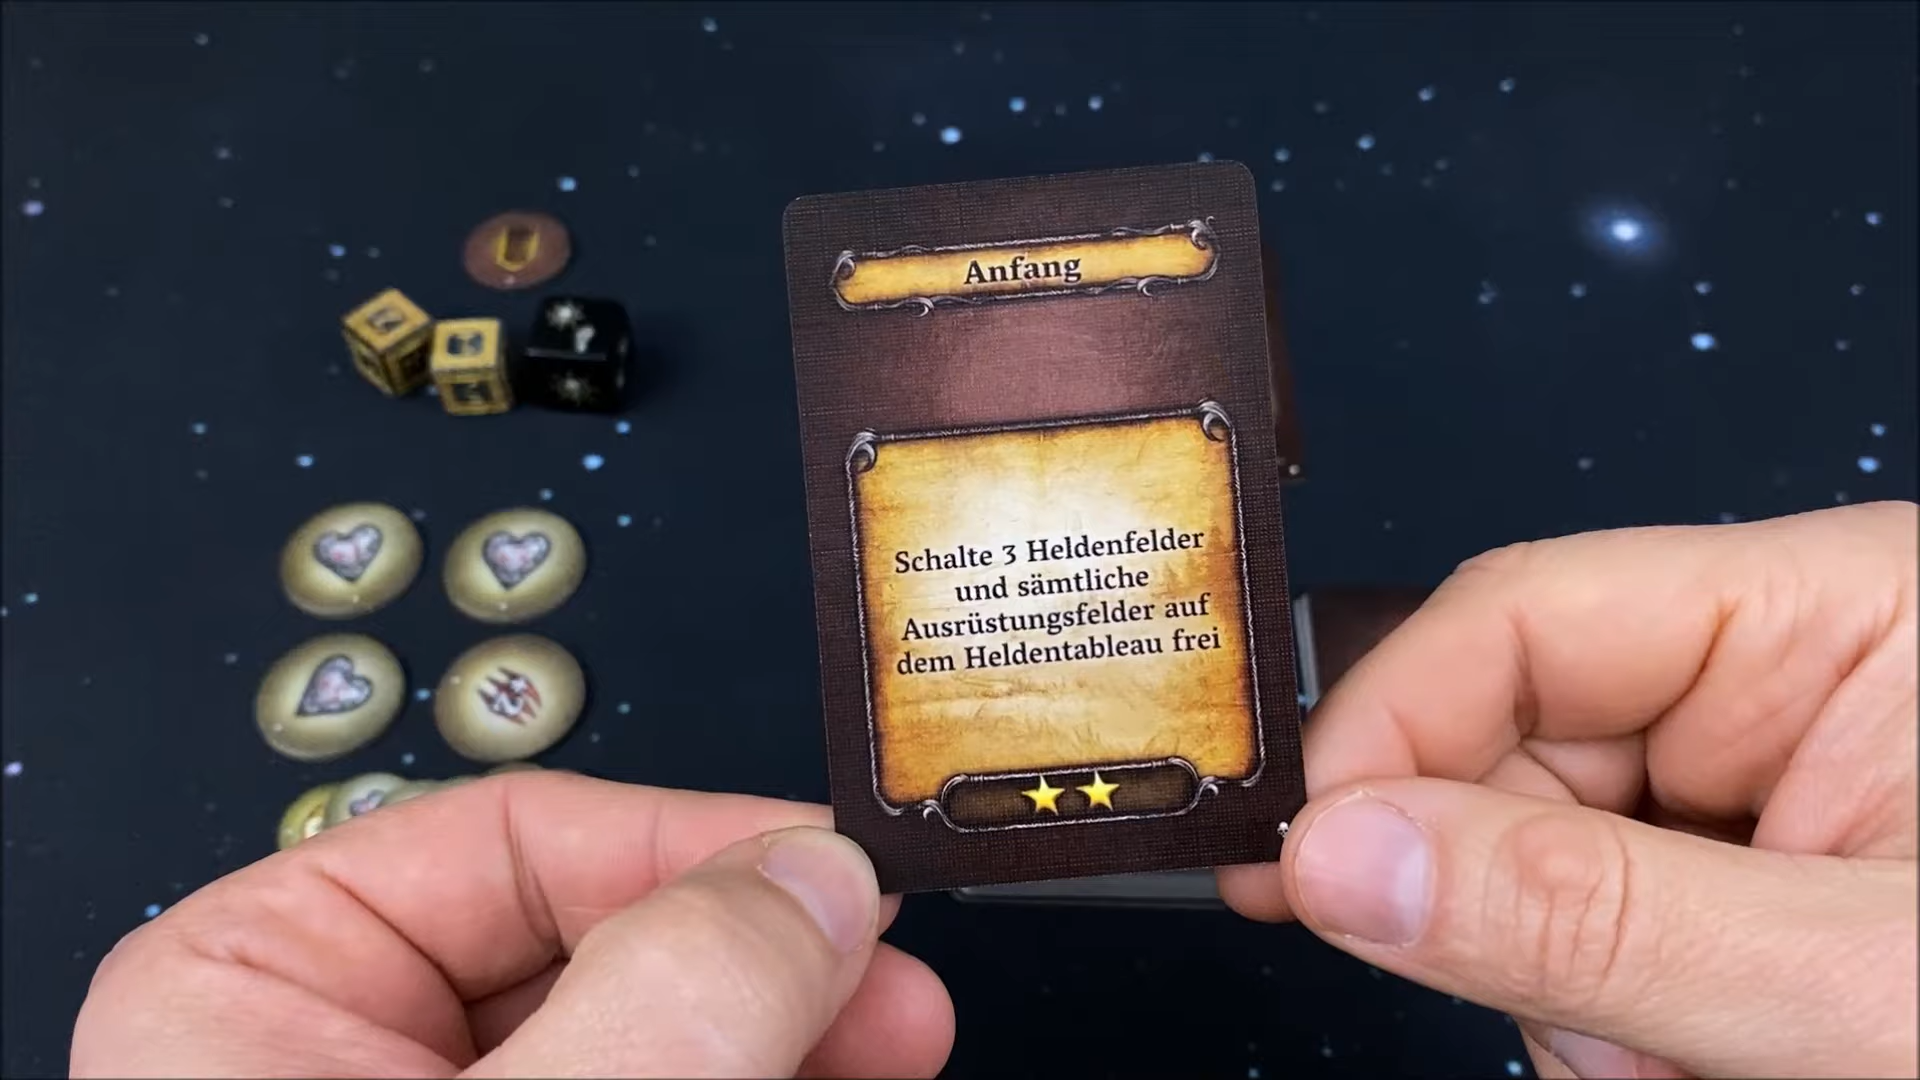 Anfang
Schalte 3 Heldenfelder
und sämtliche
Ausrüstungsfelder auf
dem Heldentableau frei